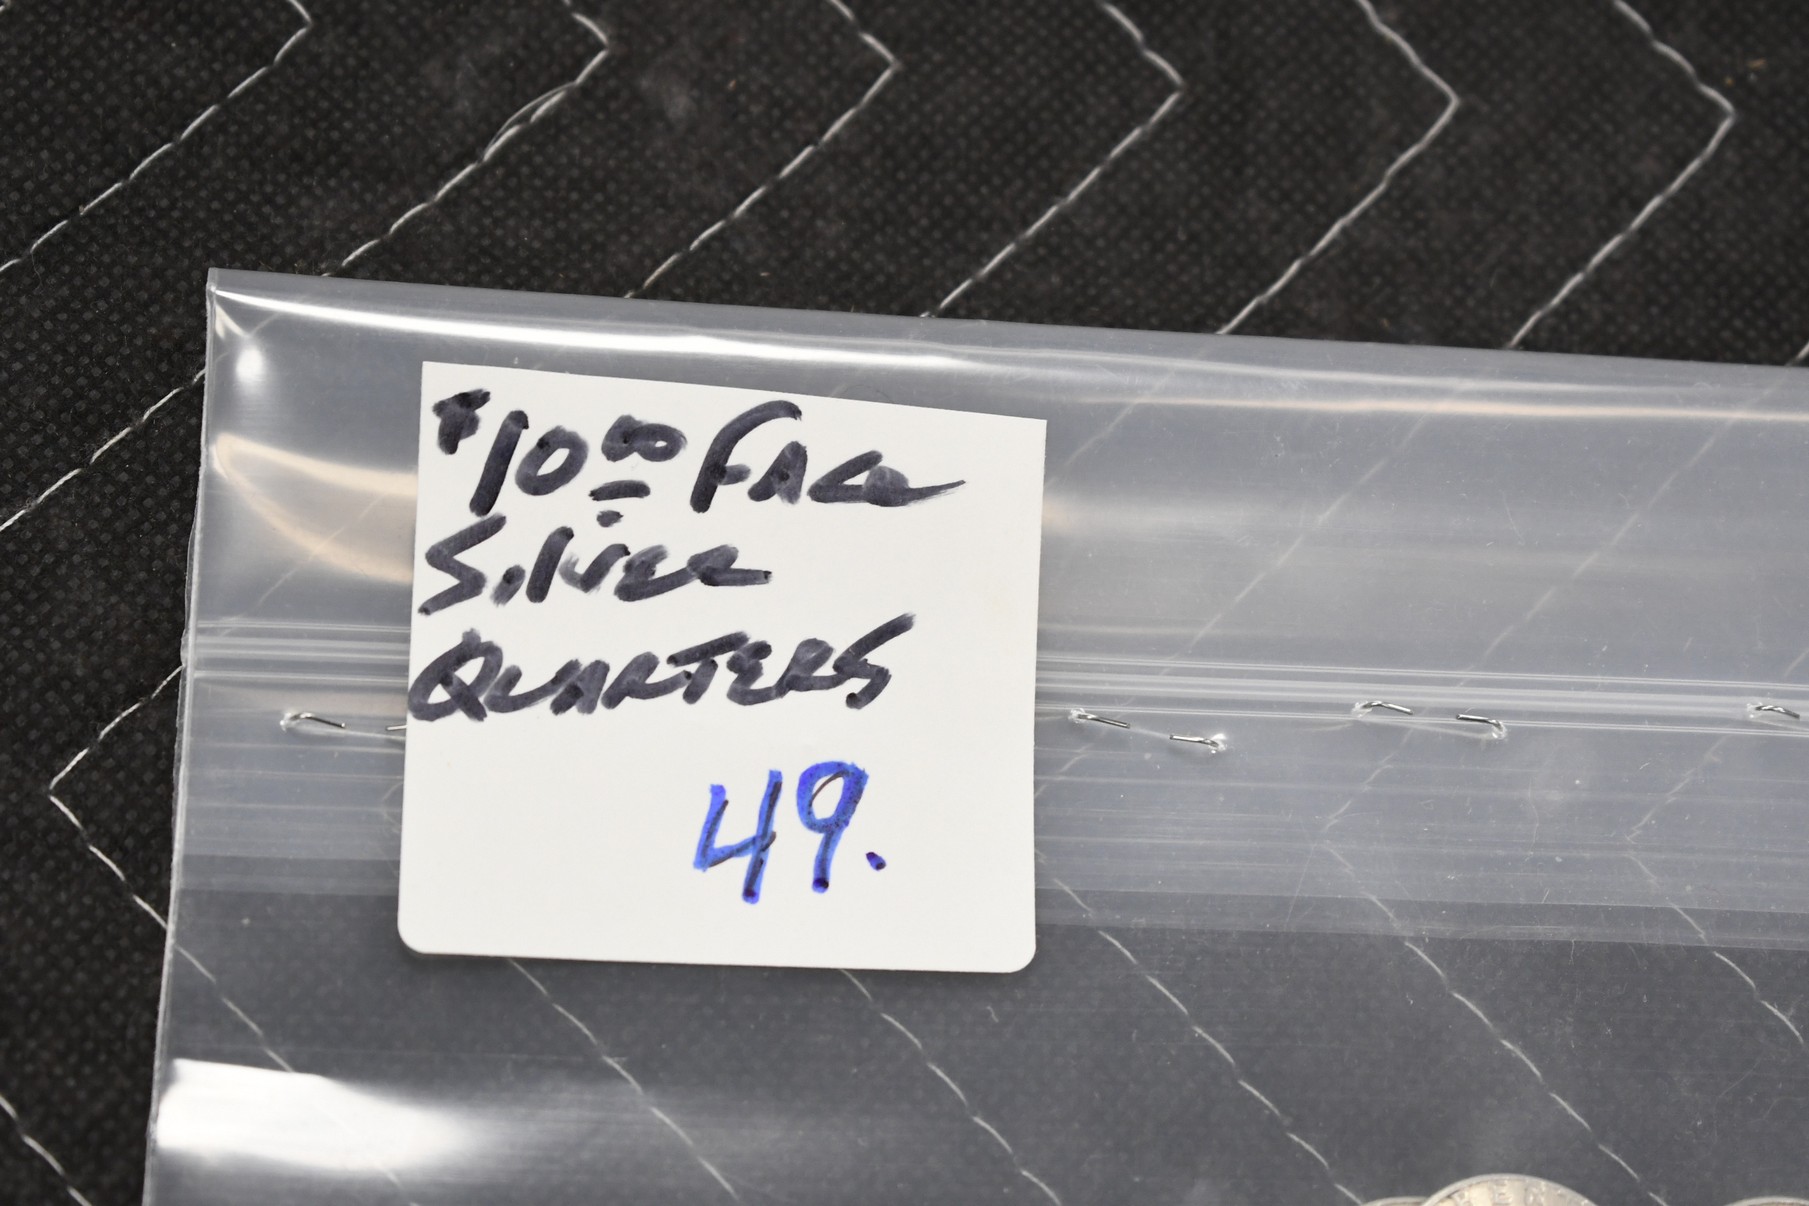 $10.00 FACE
SILVER
QUARTERS
49.